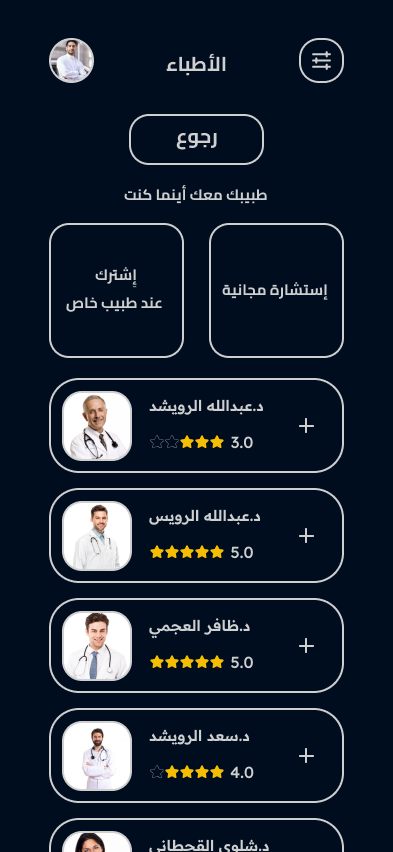 الأطباء
رجوع
طبيبك معك أينما كنت
إستشارة مجانية
إشترك
عند طبيب خاص
د.عبدالله الرويشد
3.0
د.عبدالله الرويس
5.0
د.ظافر العجمي
5.0
د.سعد الرويشد
4.0
د.شلوى القحطاني